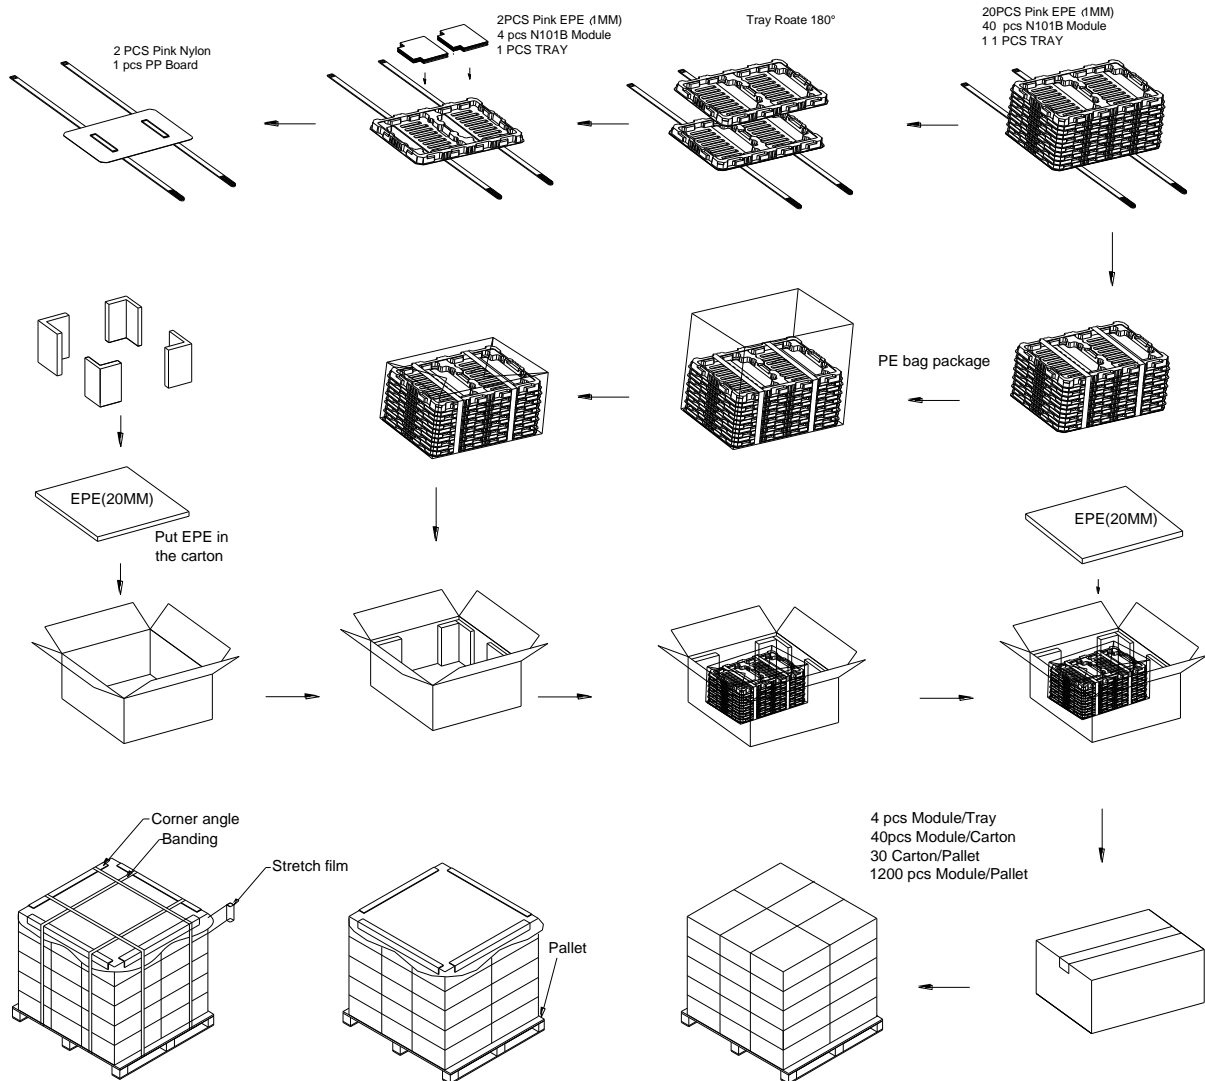 2 PCS Pink Nylon
1 pcs PP Board
2PCS Pink EPE (1MM)
4 pcs N101B Module
1 PCS TRAY
Tray Roate 180°
20PCS Pink EPE (1MM)
40 pcs N101B Module
1 1 PCS TRAY
PE bag package
EPE(20MM)
Put EPE in
the carton
EPE(20MM)
4 pcs Module/Tray
40pcs Module/Carton
30 Carton/Pallet
1200 pcs Module/Pallet
Corner angle
Banding
Stretch film
Pallet